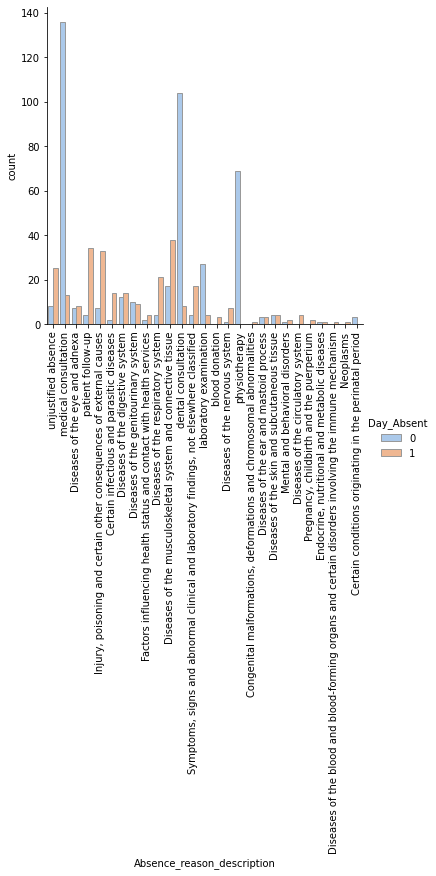 140
120
100
80
60
40
20
0
count
unjustified absence
medical consultation
Diseases of the eye and adnexa
patient follow-up
Injury, poisoning and certain other consequences of external causes
Certain infectious and parasitic diseases
Diseases of the digestive system
Diseases of the genitourinary system
Factors influencing health status and contact with health services
Diseases of the respiratory system
Diseases of the musculoskeletal system and connective tissue
dental consultation
Symptoms, signs and abnormal clinical and laboratory findings, not elsewhere classified
laboratory examination
blood donation
Diseases of the nervous system
physiotherapy
Congenital malformations, deformations and chromosomal abnormalities
Diseases of the ear and mastoid process
Diseases of the skin and subcutaneous tissue
Mental and behavioral disorders
Diseases of the circulatory system
Pregnancy, childbirth and the puerperium
Endocrine, nutritional and metabolic diseases
Diseases of the blood and blood-forming organs and certain disorders involving the immune mechanism
Neoplasms
Certain conditions originating in the perinatal period
Absence_reason_description
Day_Absent
0
1